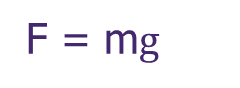 F = mg